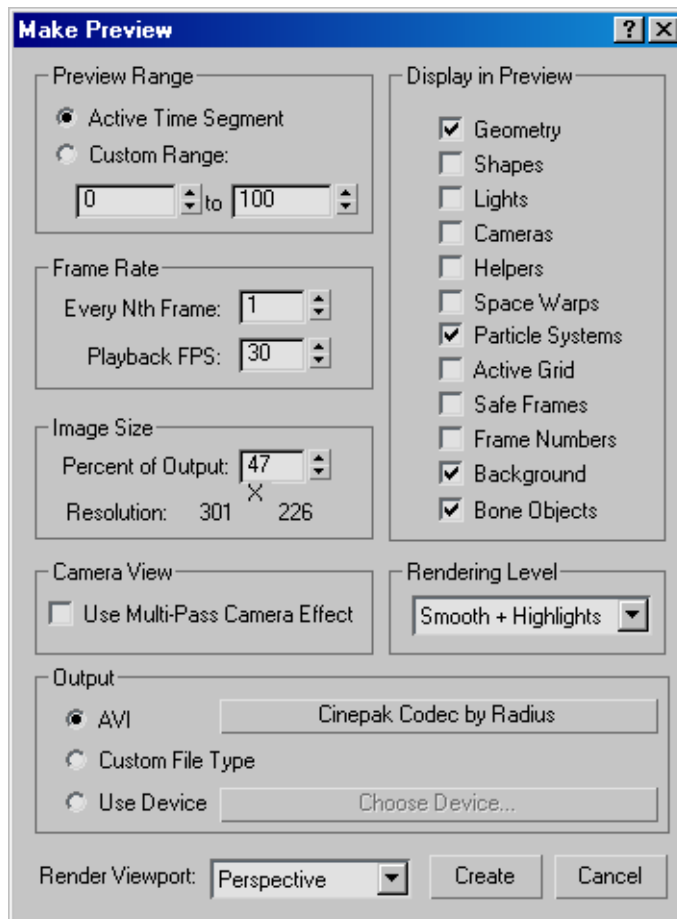 Make Preview
Preview Range
Active Time Segment
Custom Range:
0 to 100
Frame Rate
Every Nth Frame: 1
Playback FPS: 30
Image Size
Percent of Output: 47
X
Resolution: 301 226
Camera View
Use Multi-Pass Camera Effect
Display in Preview
Geometry
Shapes
Lights
Cameras
Helpers
Space Warps
Particle Systems
Active Grid
Safe Frames
Frame Numbers
Background
Bone Objects
Rendering Level
Smooth + Highlights
Output
AVI Cinepak Codec by Radius
Custom File Type
Use Device Choose Device...
Render Viewport: Perspective Create Cancel